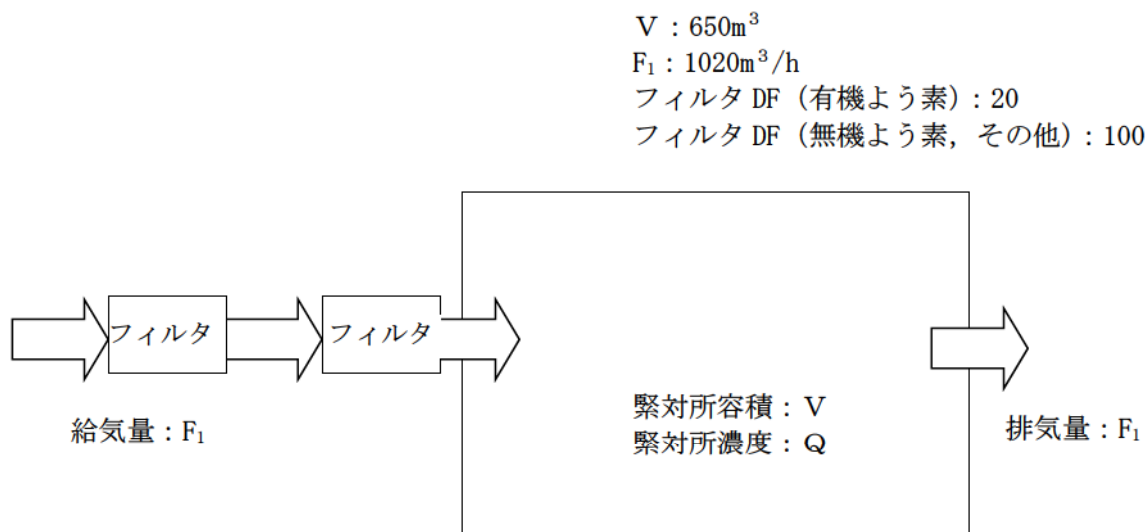 V：650m³
F₁：1020m³/h
フィルタ DF（有機よう素）：20
フィルタ DF（無機よう素，その他）：100
フィルタ
フィルタ
給気量：F₁
緊対所容積：V
緊対所濃度：Q
排気量：F₁